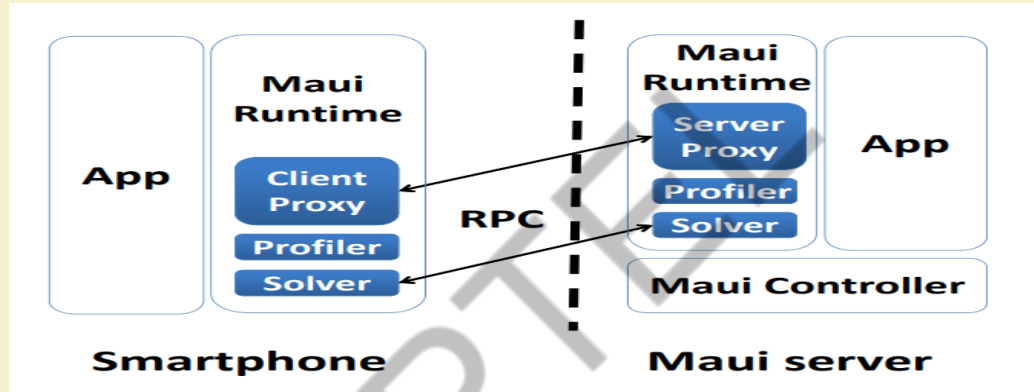 App
Maui
Runtime
Client
Proxy
Profiler
Solver
RPC
Maui
Runtime
Server
Proxy
Profiler
Solver
App
Maui Controller
Smartphone
Maui server
PTEL